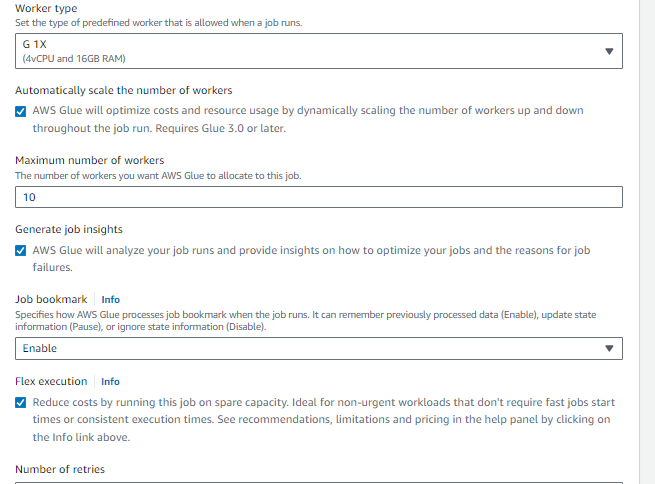 Worker type
Set the type of predefined worker that is allowed when a job runs.
G 1X
(4vCPU and 16GB RAM)
Automatically scale the number of workers
AWS Glue will optimize costs and resource usage by dynamically scaling the number of workers up and down
throughout the job run. Requires Glue 3.0 or later.
Maximum number of workers
The number of workers you want AWS Glue to allocate to this job.
10
Generate job insights
AWS Glue will analyze your job runs and provide insights on how to optimize your jobs and the reasons for job
failures.
Job bookmark Info
Specifies how AWS Glue processes job bookmark when the job runs. It can remember previously processed data (Enable), update state
information (Pause), or ignore state information (Disable).
Enable
Flex execution Info
Reduce costs by running this job on spare capacity. Ideal for non-urgent workloads that don't require fast jobs start
times or consistent execution times. See recommendations, limitations and pricing in the help panel by clicking on
the Info link above.
Number of retries